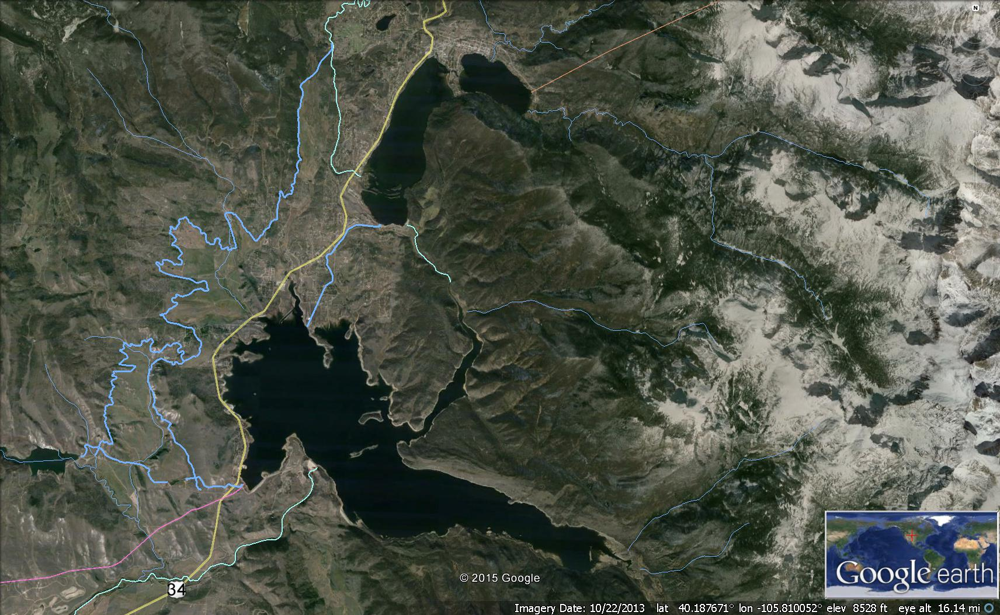 N
34
© 2015 Google
Google earth
Imagery Date: 10/22/2013 lat 40.187671° lon -105.810052° elev 8528 ft eye alt 16.14 mi